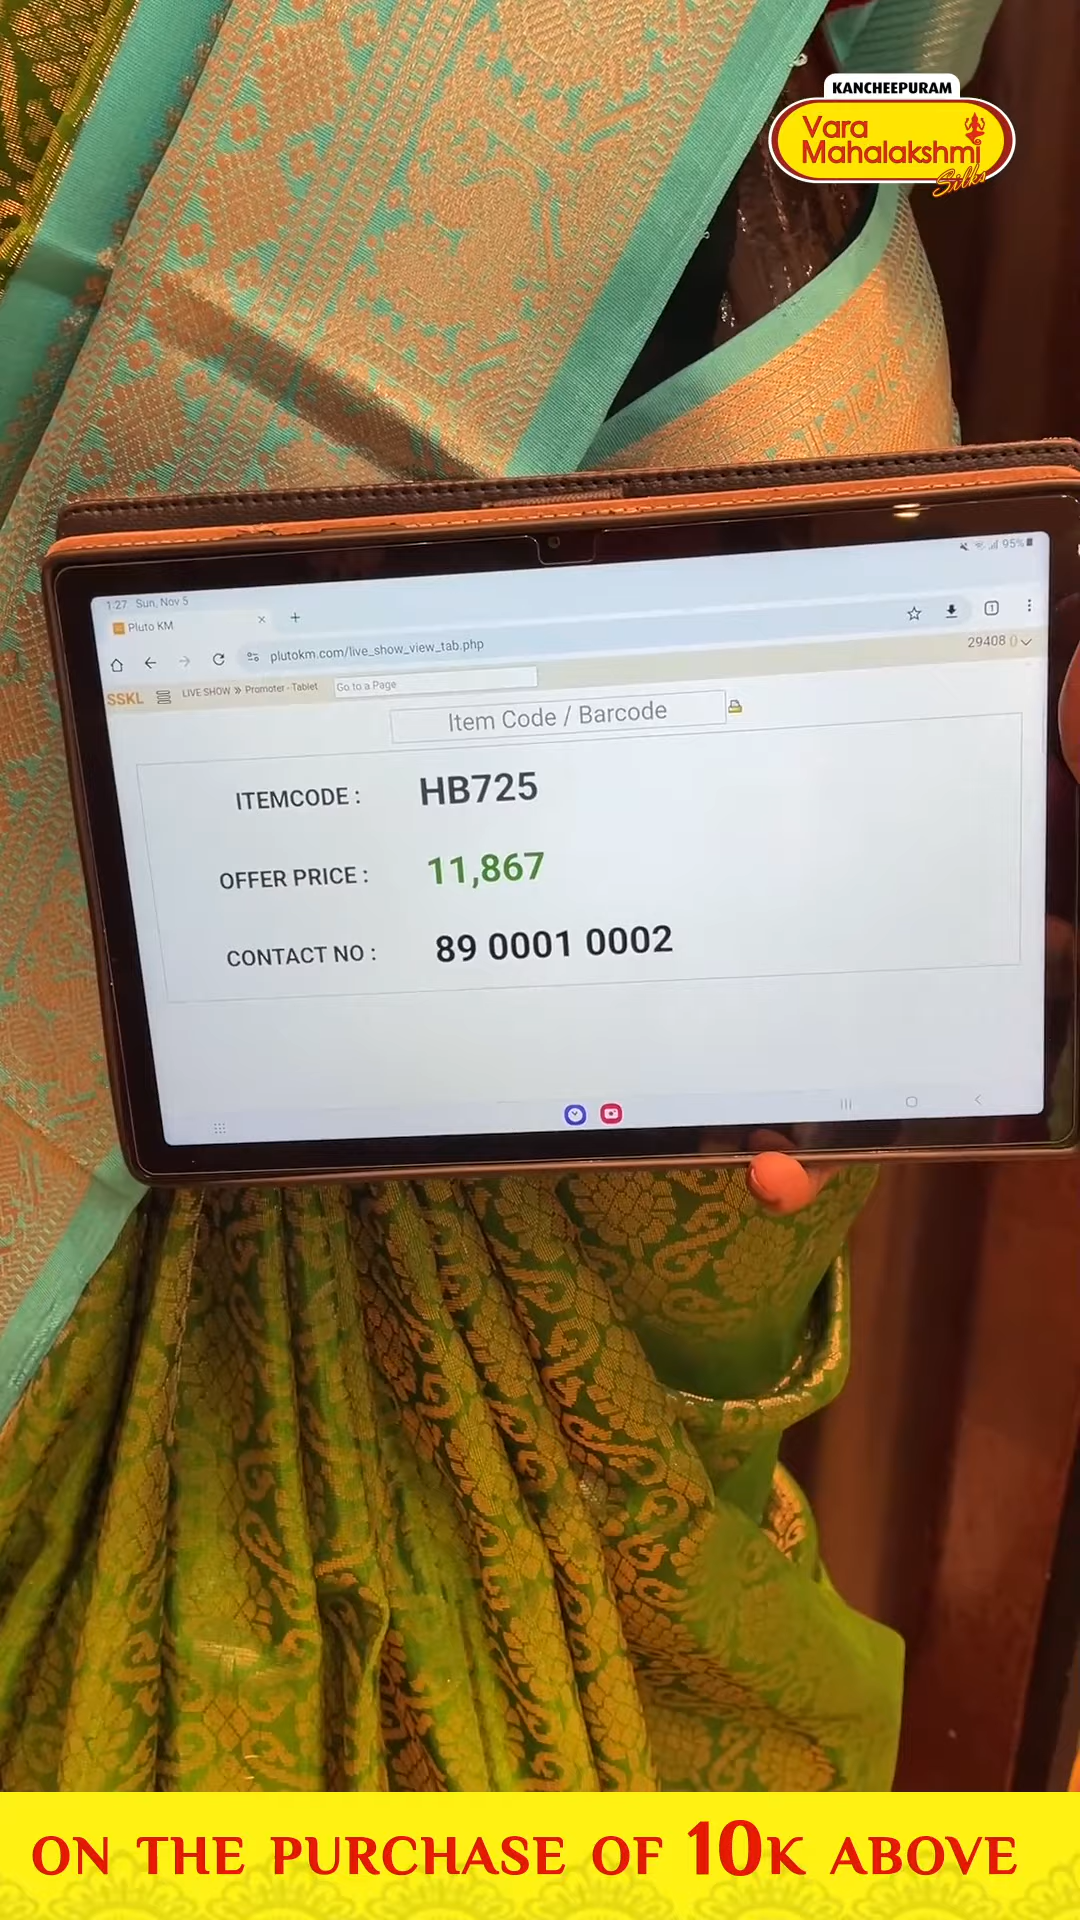 KANCHEEPURAM
Vara
Mahalakshmi
Silks
1:27 Sun, Nov 5
95%
Pluto KM
plutokm.com/live_show_view_tab.php
1
29408 ()
SSKL
LIVE SHOW » Promoter - Tablet
Go to a Page
Item Code / Barcode
ITEMCODE : HB725
OFFER PRICE : 11,867
CONTACT NO : 89 0001 0002
ON THE PURCHASE OF 10K ABOVE